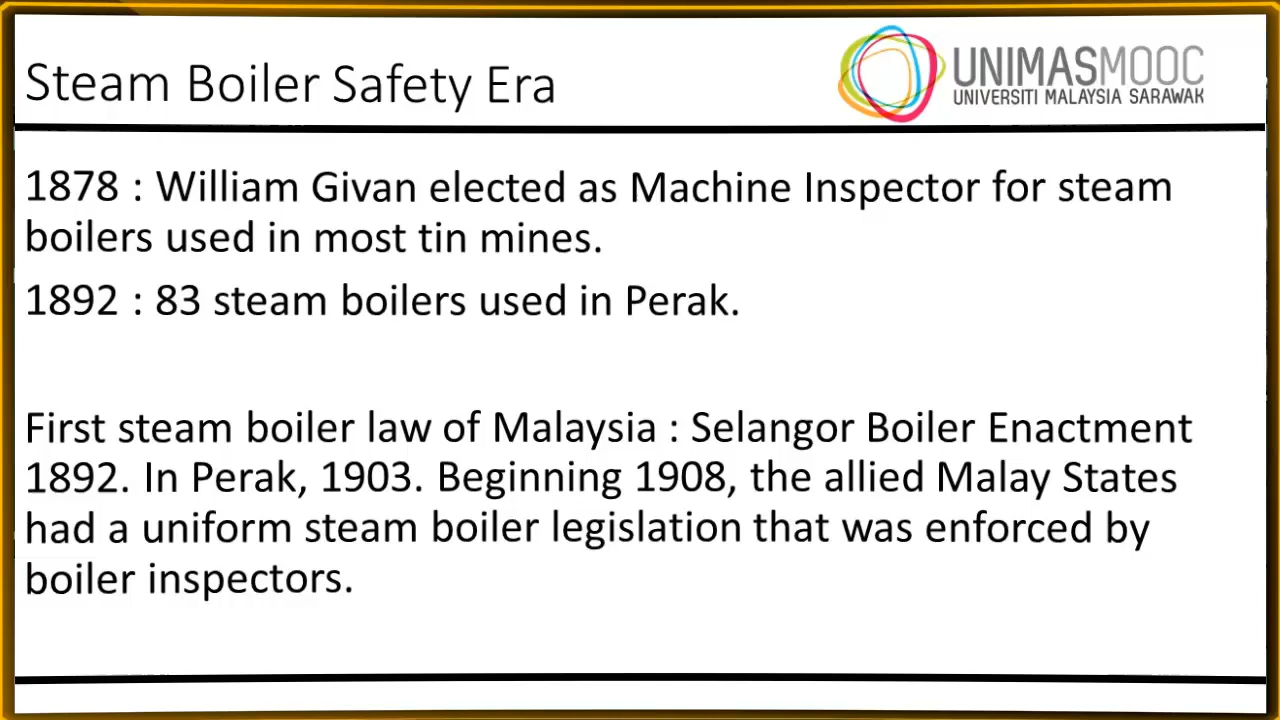 Steam Boiler Safety Era
UNIMASMOOC
UNIVERSITI MALAYSIA SARAWAK
1878 : William Givan elected as Machine Inspector for steam
boilers used in most tin mines.
1892 : 83 steam boilers used in Perak.
First steam boiler law of Malaysia : Selangor Boiler Enactment
1892. In Perak, 1903. Beginning 1908, the allied Malay States
had a uniform steam boiler legislation that was enforced by
boiler inspectors.